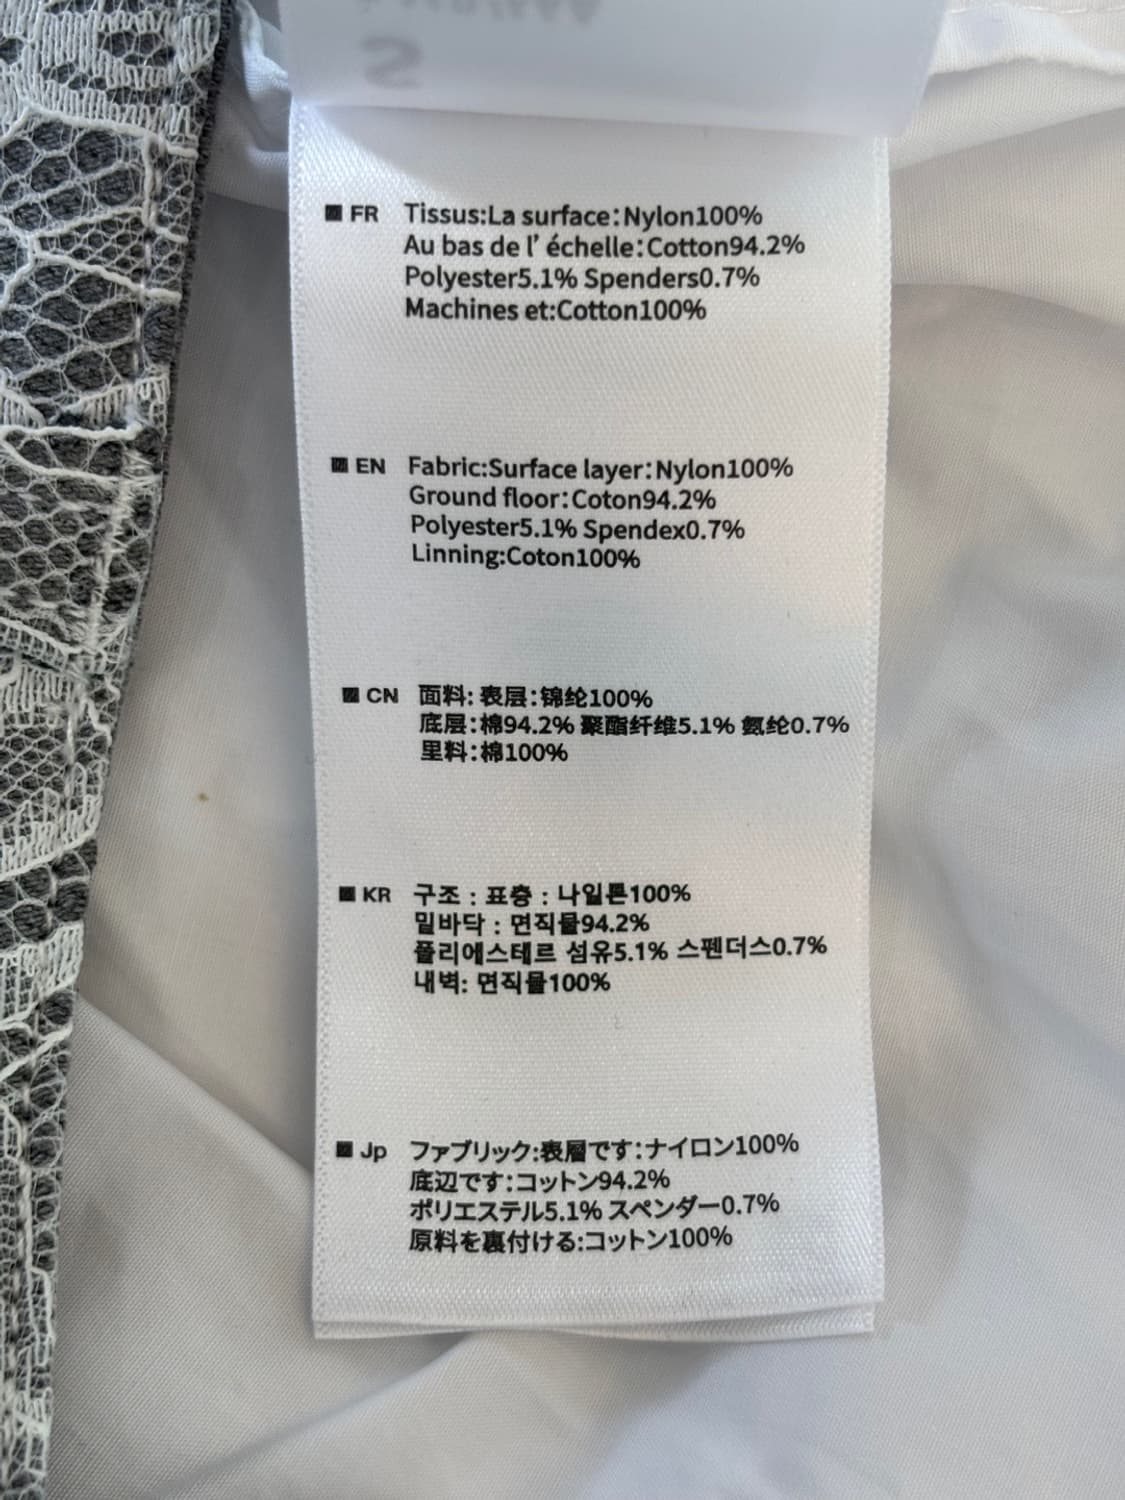 S
FR Tissus:La surface:Nylon100%
Au bas de l’échelle:Cotton94.2%
Polyester5.1% Spenders0.7%
Machines et:Cotton100%
EN Fabric:Surface layer:Nylon100%
Ground floor:Coton94.2%
Polyester5.1% Spendex0.7%
Linning:Coton100%
CN 面料:表层:锦纶100%
底层:棉94.2% 聚酯纤维5.1% 氨纶0.7%
里料:棉100%
KR 구조 : 표층 : 나일론100%
밑바닥 : 면직물94.2%
폴리에스테르 섬유5.1% 스펜더스0.7%
내벽: 면직물100%
Jp ファブリック:表層です:ナイロン100%
底辺です:コットン94.2%
ポリエステル5.1% スペンダー0.7%
原料を裏付ける:コットン100%